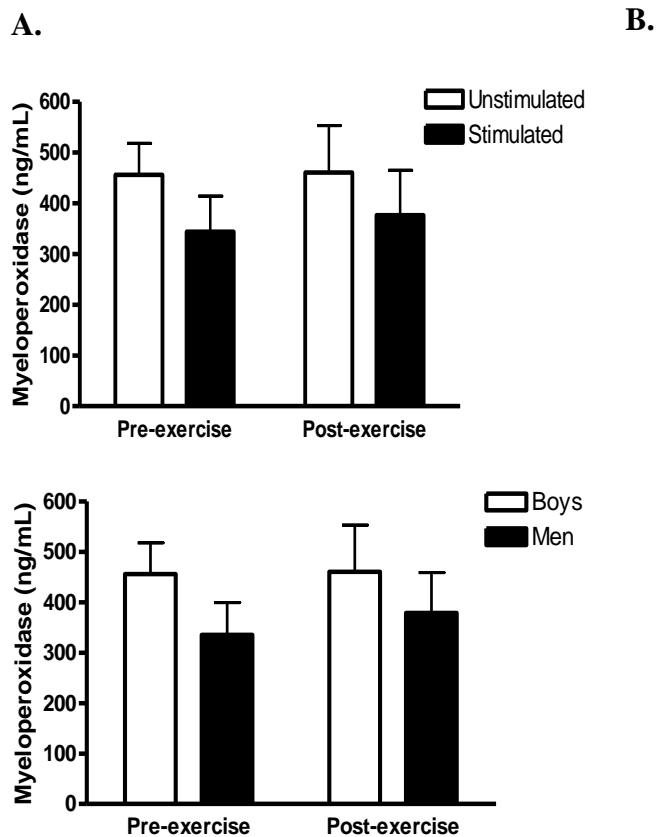 A.
B.
Unstimulated
Stimulated
Myeloperoxidase (ng/mL)
600
500
400
300
200
100
0
Pre-exercise Post-exercise
Boys
Men
Myeloperoxidase (ng/mL)
600
500
400
300
200
100
0
Pre-exercise Post-exercise